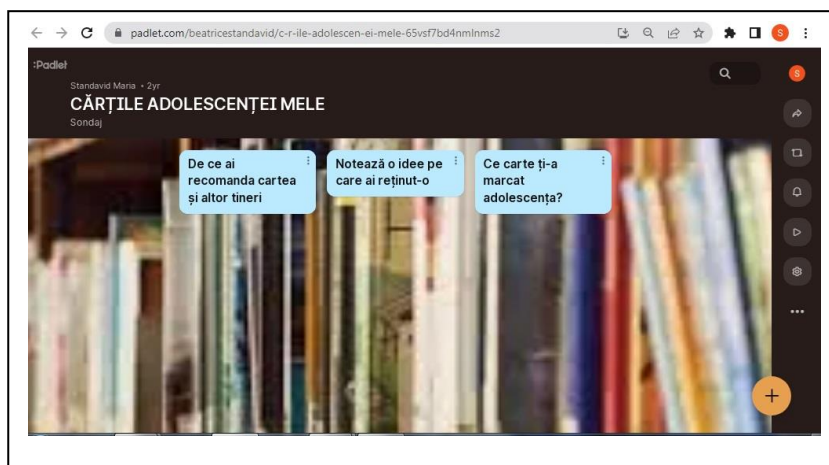 padlet.com/beatricestandavid/c-r-ile-adolescen-ei-mele-65vsf7bd4nmlnms2
S
:Padlet
Standavid Maria • 2yr
CĂRȚILE ADOLESCENȚEI MELE
Sondaj
S
De ce ai
recomanda cartea
și altor tineri
Notează o idee pe
care ai reținut-o
Ce carte ți-a
marcat
adolescența?